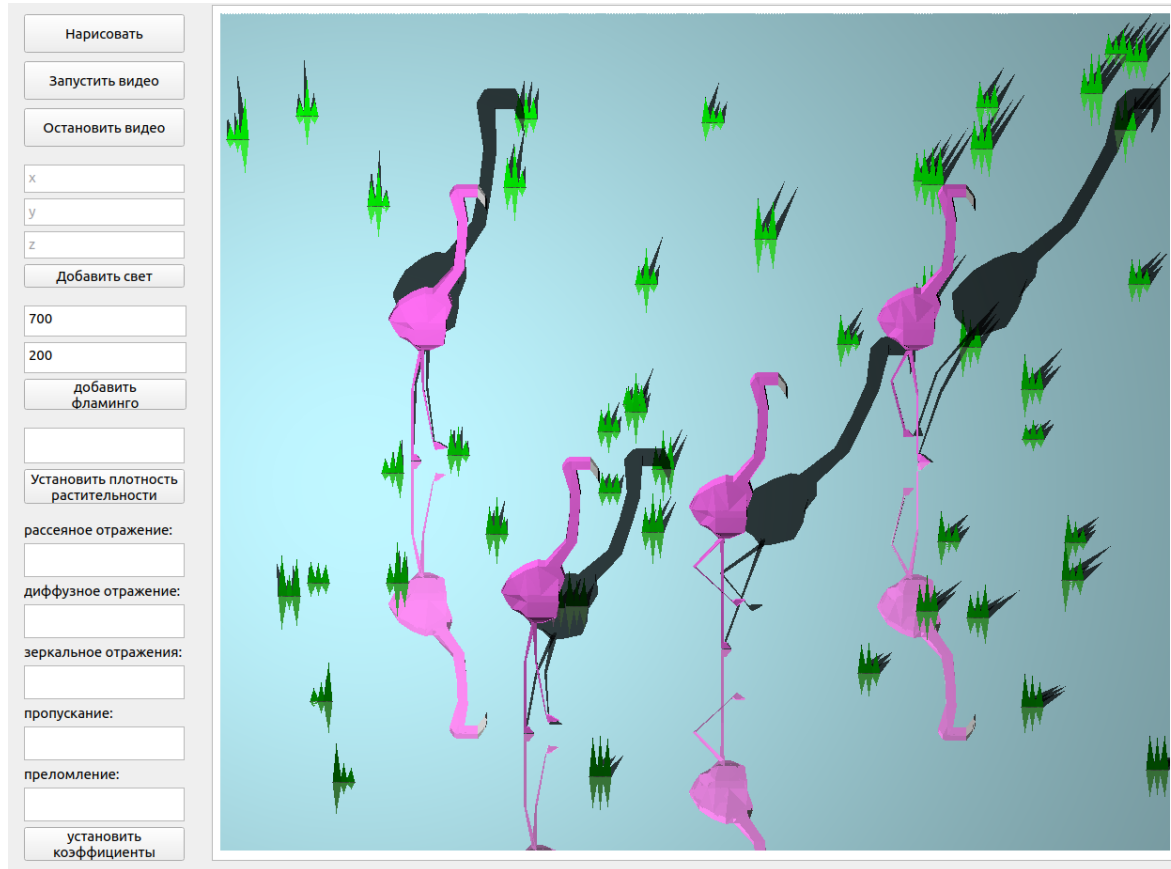 Нарисовать
Запустить видео
Остановить видео
x
y
z
Добавить свет
700
200
добавить
фламинго
Установить плотность
растительности
рассеяное отражение:
диффузное отражение:
зеркальное отражения:
пропускание:
преломление:
установить
коэффициенты